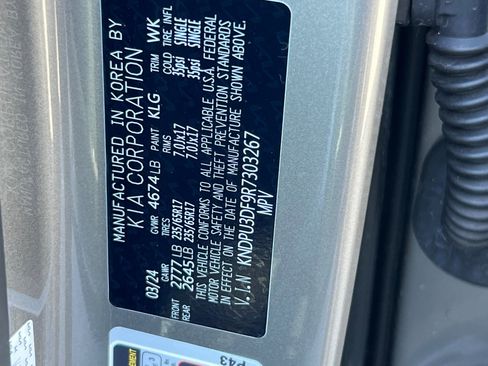 MANUFACTURED IN KOREA BY
KIA CORPORATION
03/24 GVWR 4674LB PAINT KLG TRIM WK
GAWR TIRES RIMS COLD TIRE INFL
FRONT 2777LB 235/65R17 7.0Jx17 35psi SINGLE
REAR 2645LB 235/65R17 7.0Jx17 35psi SINGLE
THIS VEHICLE CONFORMS TO ALL APPLICABLE U.S.A. FEDERAL
MOTOR VEHICLE SAFETY AND THEFT PREVENTION STANDARDS
IN EFFECT ON THE DATE OF MANUFACTURE SHOWN ABOVE.
V.I.N KNDPU3DF9R7303267
MPV
P43